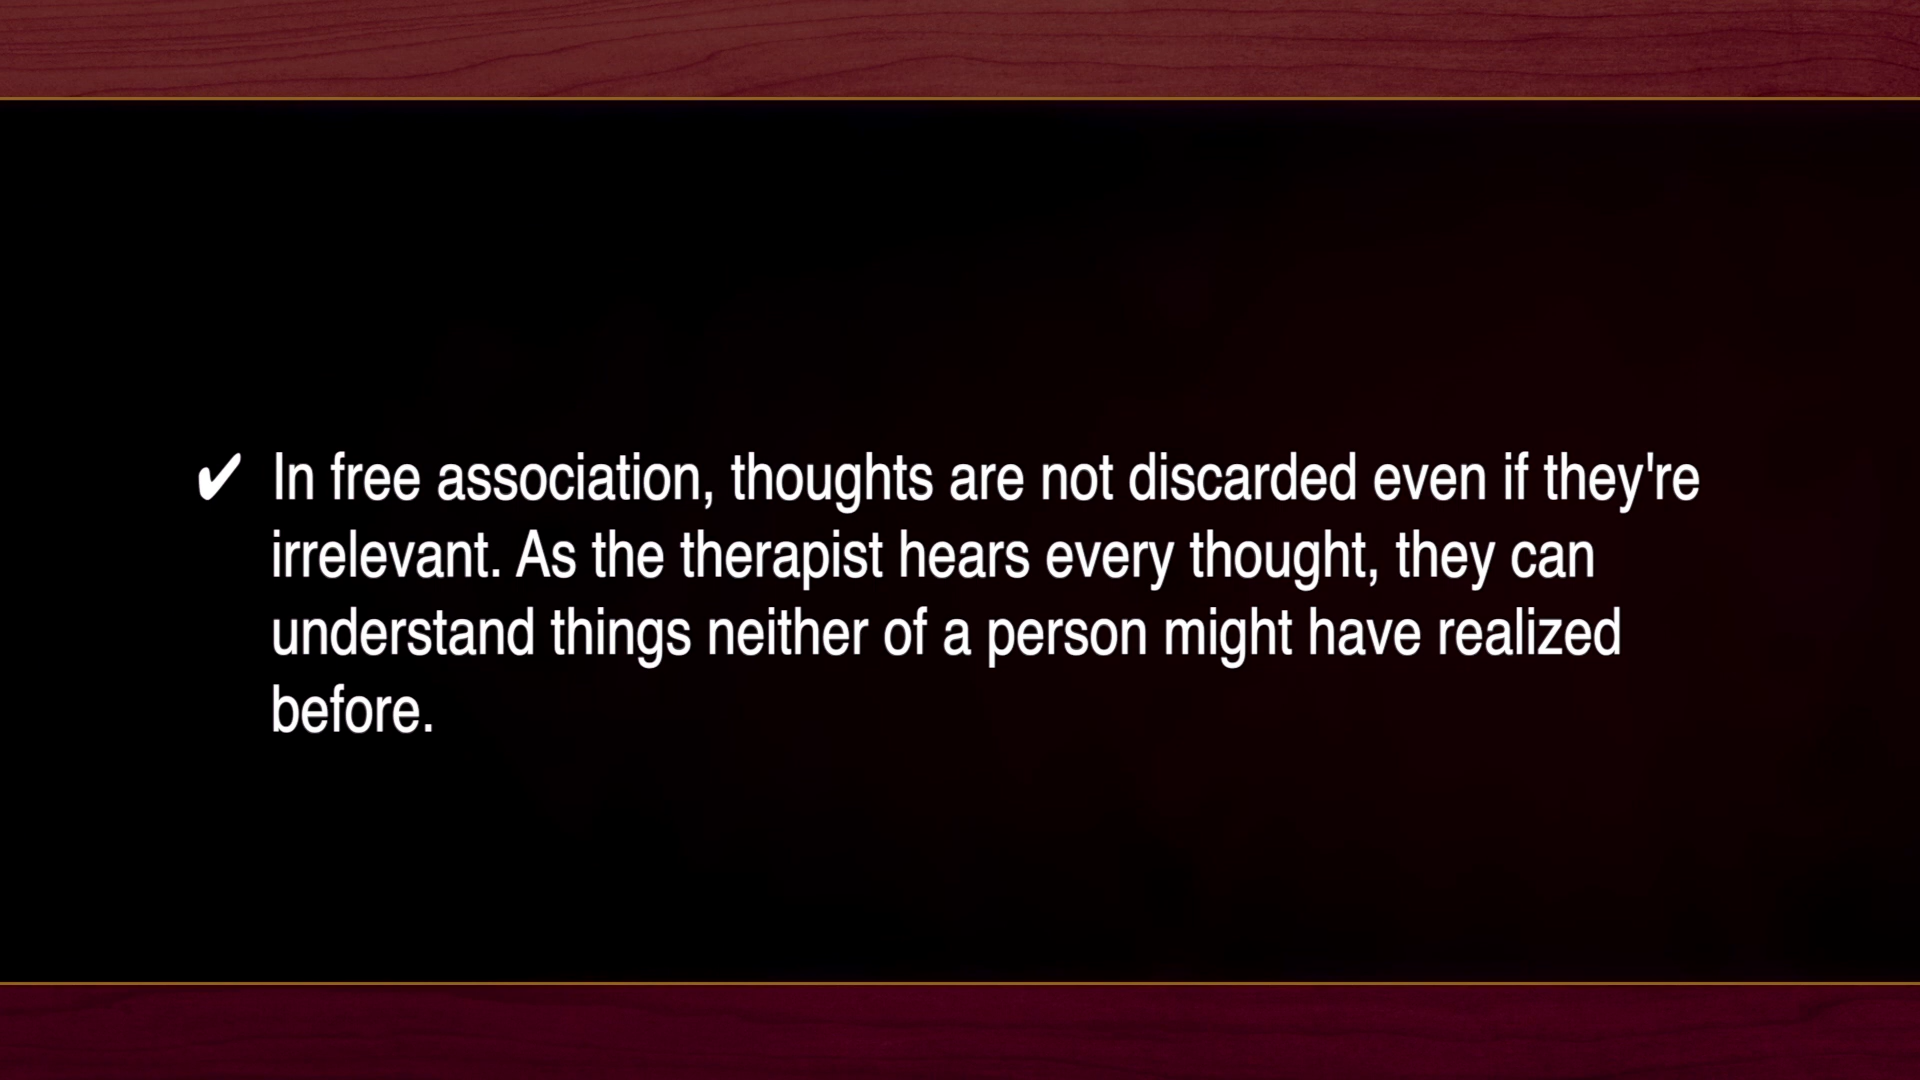 ✔ In free association, thoughts are not discarded even if they're
irrelevant. As the therapist hears every thought, they can
understand things neither of a person might have realized
before.